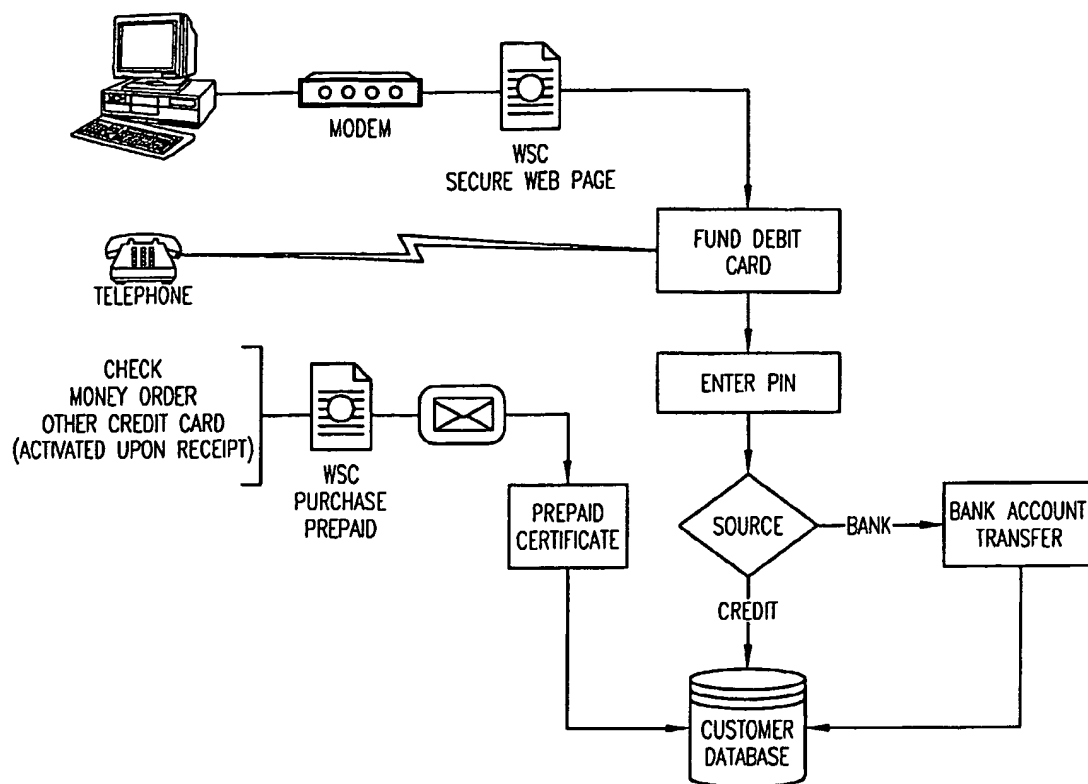 MODEM
WSC
SECURE WEB PAGE
FUND DEBIT
CARD
TELEPHONE
ENTER PIN
CHECK
MONEY ORDER
OTHER CREDIT CARD
(ACTIVATED UPON RECEIPT)
WSC
PURCHASE
PREPAID
PREPAID
CERTIFICATE
SOURCE
BANK
BANK ACCOUNT
TRANSFER
CREDIT
CUSTOMER
DATABASE